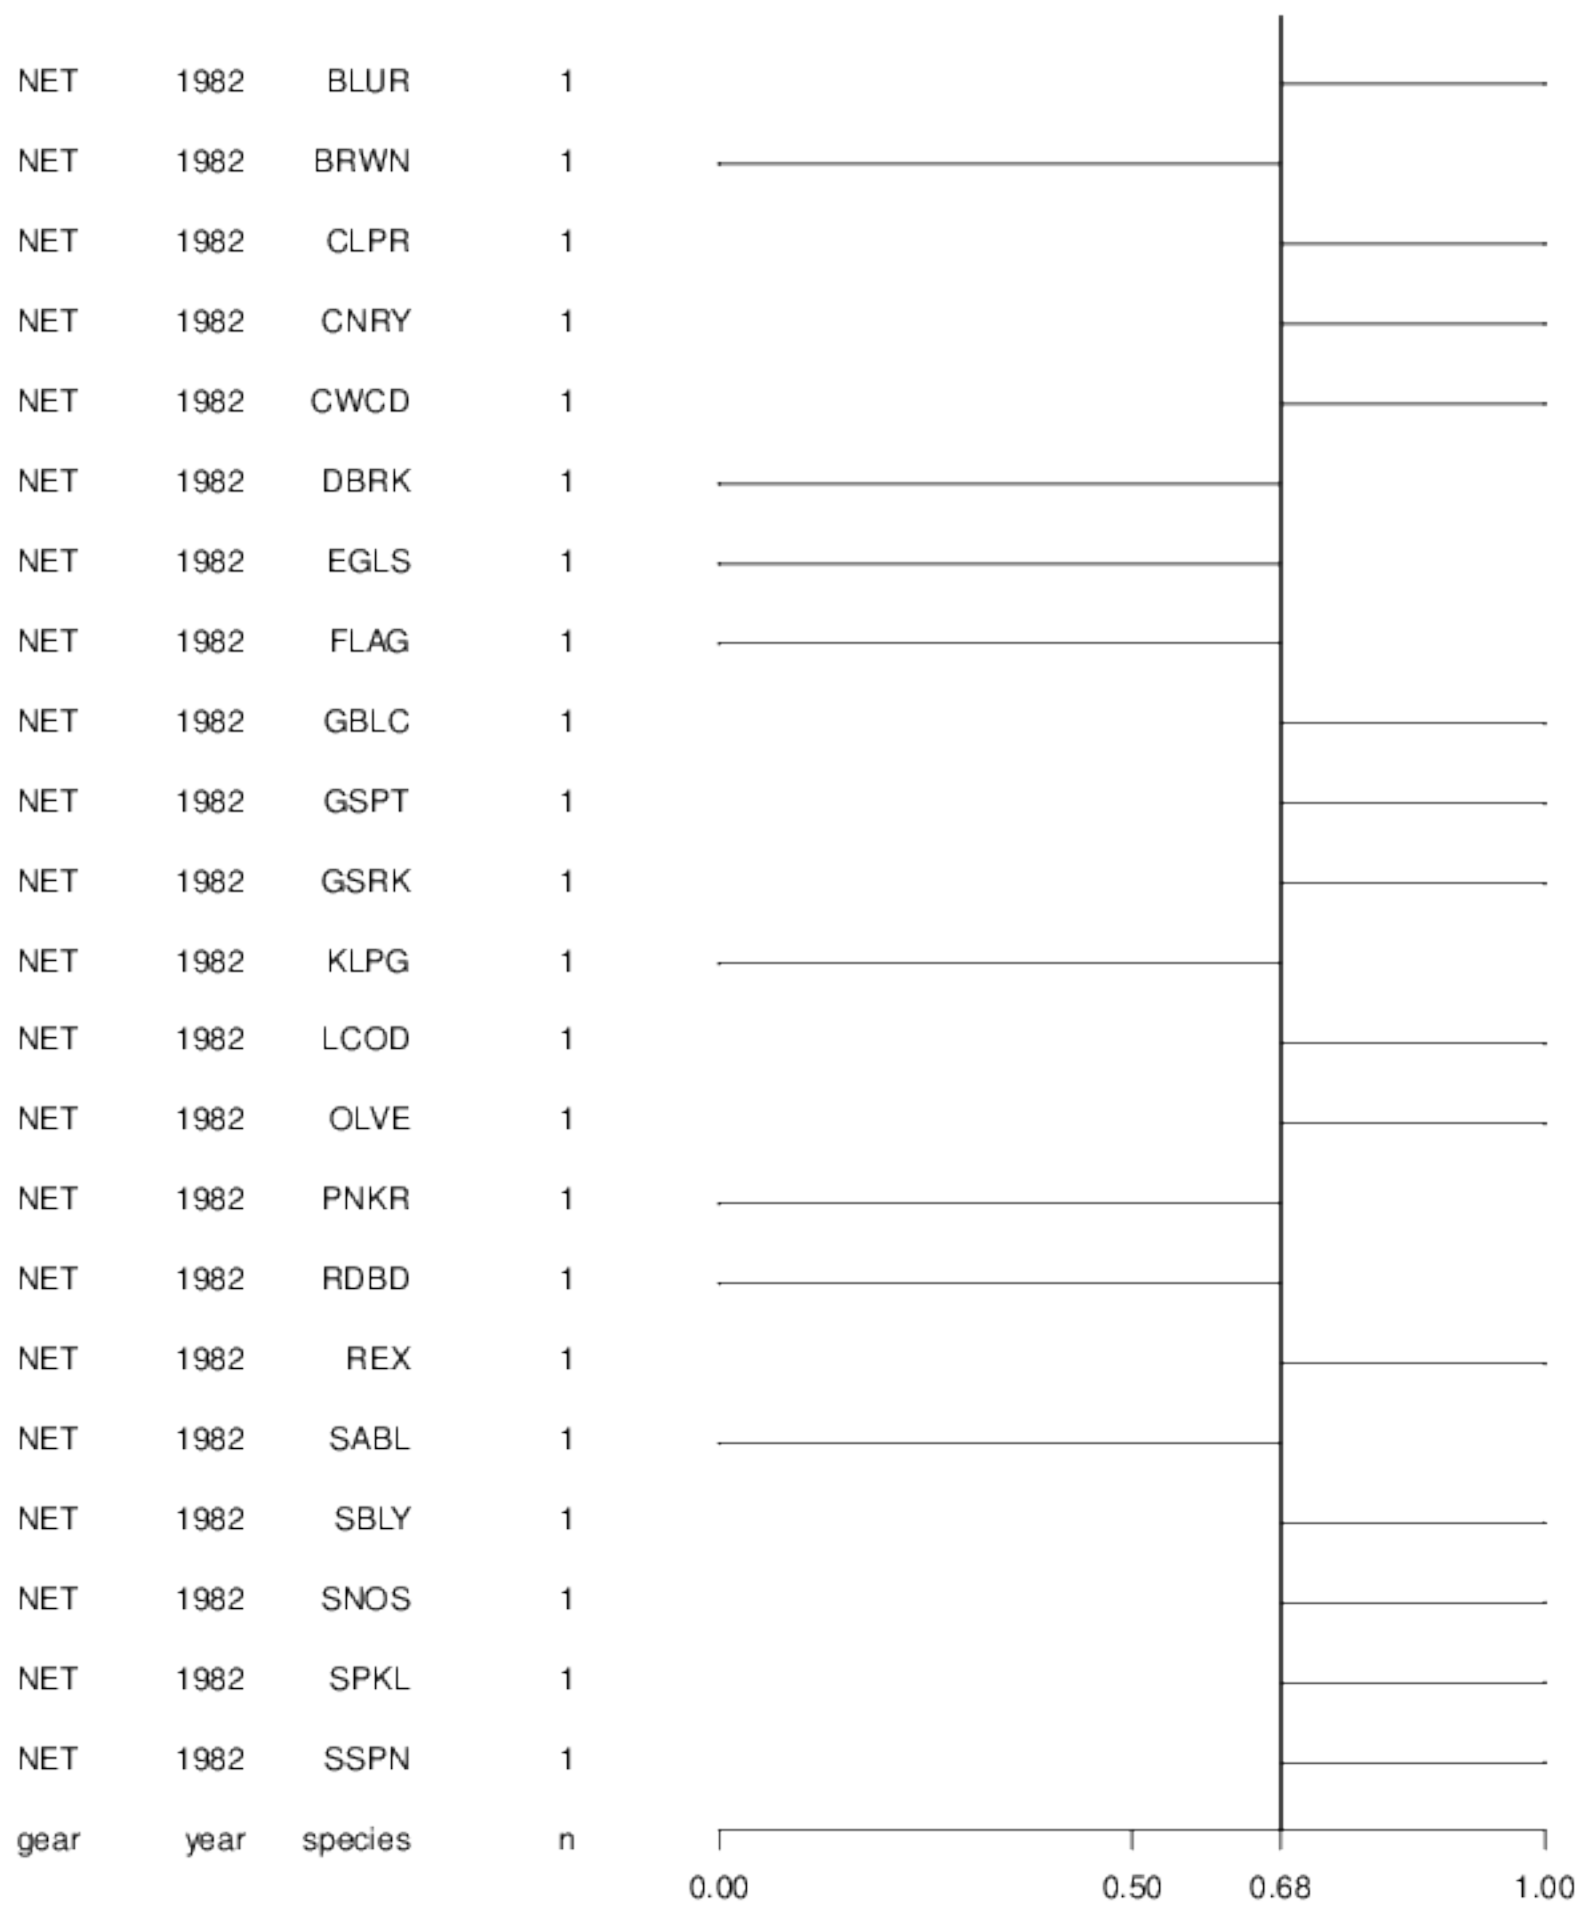 NET 1982 BLUR 1
NET 1982 BRWN 1
NET 1982 CLPR 1
NET 1982 CNRY 1
NET 1982 CWCD 1
NET 1982 DBRK 1
NET 1982 EGLS 1
NET 1982 FLAG 1
NET 1982 GBLC 1
NET 1982 GSPT 1
NET 1982 GSRK 1
NET 1982 KLPG 1
NET 1982 LCOD 1
NET 1982 OLVE 1
NET 1982 PNKR 1
NET 1982 RDBD 1
NET 1982 REX 1
NET 1982 SABL 1
NET 1982 SBLY 1
NET 1982 SNOS 1
NET 1982 SPKL 1
NET 1982 SSPN 1
gear year species n
0.00 0.50 0.68 1.00